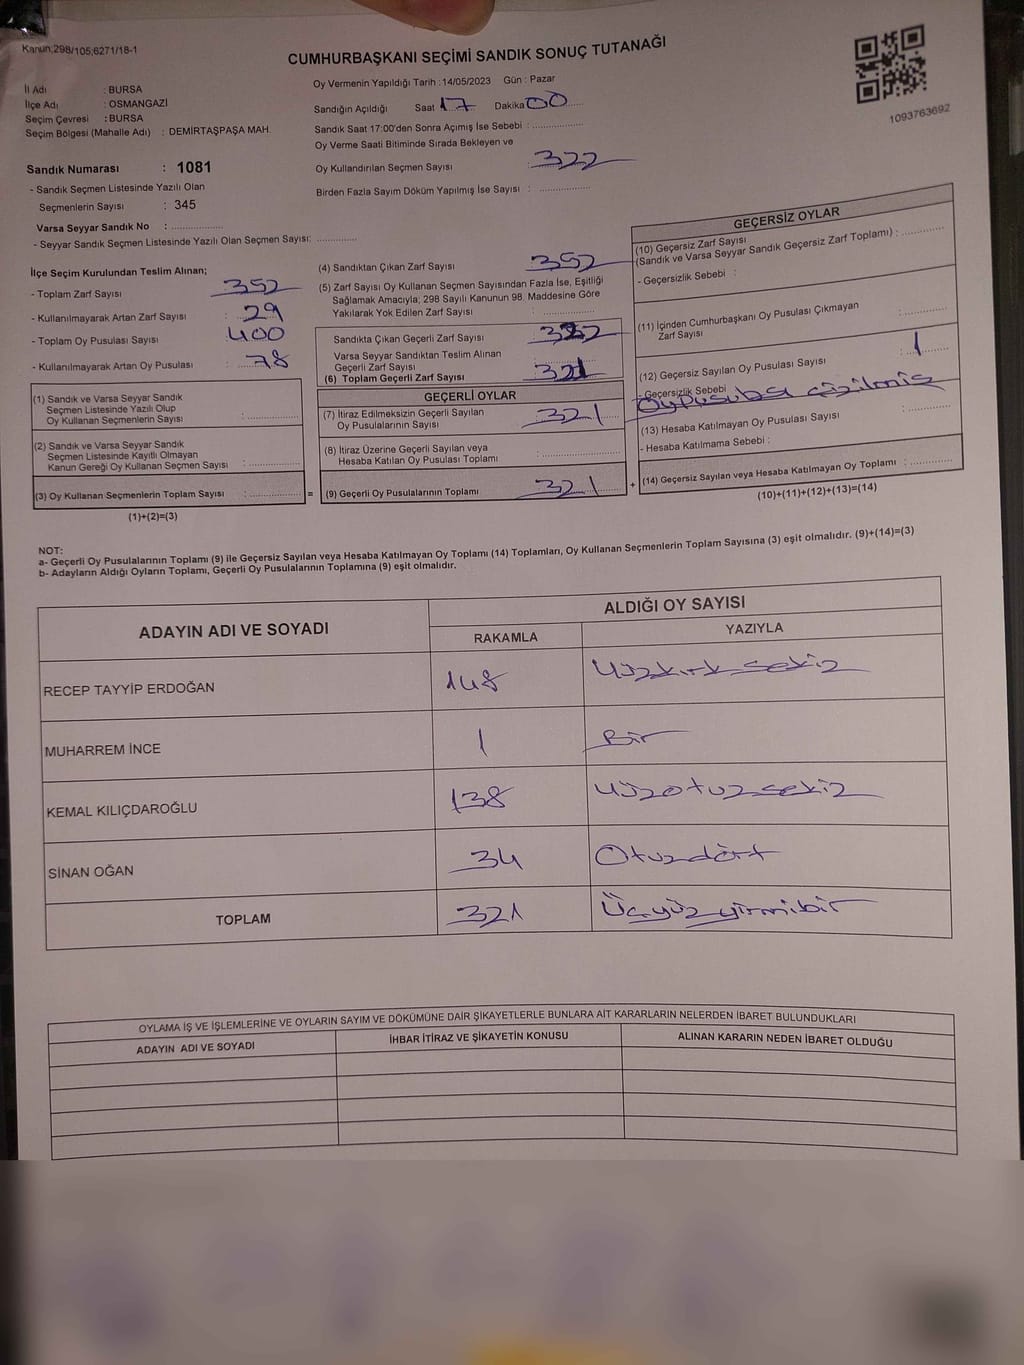 Kanun;298/105;6271/18-1
CUMHURBAŞKANI SEÇİMİ SANDIK SONUÇ TUTANAĞI
1093763692
İl Adı : BURSA
İlçe Adı : OSMANGAZİ
Seçim Çevresi : BURSA
Seçim Bölgesi (Mahalle Adı) : DEMİRTAŞPAŞA MAH.
Oy Vermenin Yapıldığı Tarih :14/05/2023 Gün : Pazar
Sandığın Açıldığı Saat 17 Dakika 00
Sandık Saat 17:00'den Sonra Açımış İse Sebebi : ..............
Oy Verme Saati Bitiminde Sırada Bekleyen ve
Oy Kullandırılan Seçmen Sayısı : 322
Birden Fazla Sayım Döküm Yapılmış İse Sayısı : ..............
Sandık Numarası : 1081
- Sandık Seçmen Listesinde Yazılı Olan
Seçmenlerin Sayısı : 345
Varsa Seyyar Sandık No : ..............
- Seyyar Sandık Seçmen Listesinde Yazılı Olan Seçmen Sayısı: ..............
İlçe Seçim Kurulundan Teslim Alınan;
- Toplam Zarf Sayısı 352
- Kullanılmayarak Artan Zarf Sayısı : 29
- Toplam Oy Pusulası Sayısı : 400
- Kullanılmayarak Artan Oy Pusulası : 78
(1) Sandık ve Varsa Seyyar Sandık
Seçmen Listesinde Yazılı Olup
Oy Kullanan Seçmenlerin Sayısı : ..............
(2) Sandık ve Varsa Seyyar Sandık
Seçmen Listesinde Kayıtlı Olmayan
Kanun Gereği Oy Kullanan Seçmen Sayısı : ..............
(3) Oy Kullanan Seçmenlerin Toplam Sayısı : .............. =
(1)+(2)=(3)
(4) Sandıktan Çıkan Zarf Sayısı : 352
(5) Zarf Sayısı Oy Kullanan Seçmen Sayısından Fazla İse, Eşitliği
Sağlamak Amacıyla; 298 Sayılı Kanunun 98. Maddesine Göre
Yakılarak Yok Edilen Zarf Sayısı : ..............
Sandıkta Çıkan Geçerli Zarf Sayısı : 322
Varsa Seyyar Sandıktan Teslim Alınan
Geçerli Zarf Sayısı : ..............
(6) Toplam Geçerli Zarf Sayısı : 321
GEÇERLİ OYLAR
(7) İtiraz Edilmeksizin Geçerli Sayılan
Oy Pusulalarının Sayısı : 321
(8) İtiraz Üzerine Geçerli Sayılan veya
Hesaba Katılan Oy Pusulası Toplamı : ..............
(9) Geçerli Oy Pusulalarının Toplamı : 321 +
GEÇERSİZ OYLAR
(10) Geçersiz Zarf Sayısı
(Sandık ve Varsa Seyyar Sandık Geçersiz Zarf Toplamı) : ..............
- Geçersizlik Sebebi :
(11) İçinden Cumhurbaşkanı Oy Pusulası Çıkmayan
Zarf Sayısı : ..............
(12) Geçersiz Sayılan Oy Pusulası Sayısı : 1
- Geçersizlik Sebebi
Oy Pusulası çizilmiş
(13) Hesaba Katılmayan Oy Pusulası Sayısı : ..............
- Hesaba Katılmama Sebebi :
(14) Geçersiz Sayılan veya Hesaba Katılmayan Oy Toplamı : ..............
(10)+(11)+(12)+(13)=(14)
NOT:
a- Geçerli Oy Pusulalarının Toplamı (9) ile Geçersiz Sayılan veya Hesaba Katılmayan Oy Toplamı (14) Toplamları, Oy Kullanan Seçmenlerin Toplam Sayısına (3) eşit olmalıdır. (9)+(14)=(3)
b- Adayların Aldığı Oyların Toplamı, Geçerli Oy Pusulalarının Toplamına (9) eşit olmalıdır.
ADAYIN ADI VE SOYADI ALDIĞI OY SAYISI
RAKAMLA YAZIYLA
RECEP TAYYİP ERDOĞAN 148 Yüzkırksekiz
MUHARREM İNCE 1 Bir
KEMAL KILIÇDAROĞLU 138 Yüzotuzsekiz
SİNAN OĞAN 34 Otuzdört
TOPLAM 321 Üçyüzyirmibir
OYLAMA İŞ VE İŞLEMLERİNE VE OYLARIN SAYIM VE DÖKÜMÜNE DAİR ŞİKAYETLERLE BUNLARA AİT KARARLARIN NELERDEN İBARET BULUNDUKLARI
ADAYIN ADI VE SOYADI İHBAR İTİRAZ VE ŞİKAYETİN KONUSU ALINAN KARARIN NEDEN İBARET OLDUĞU